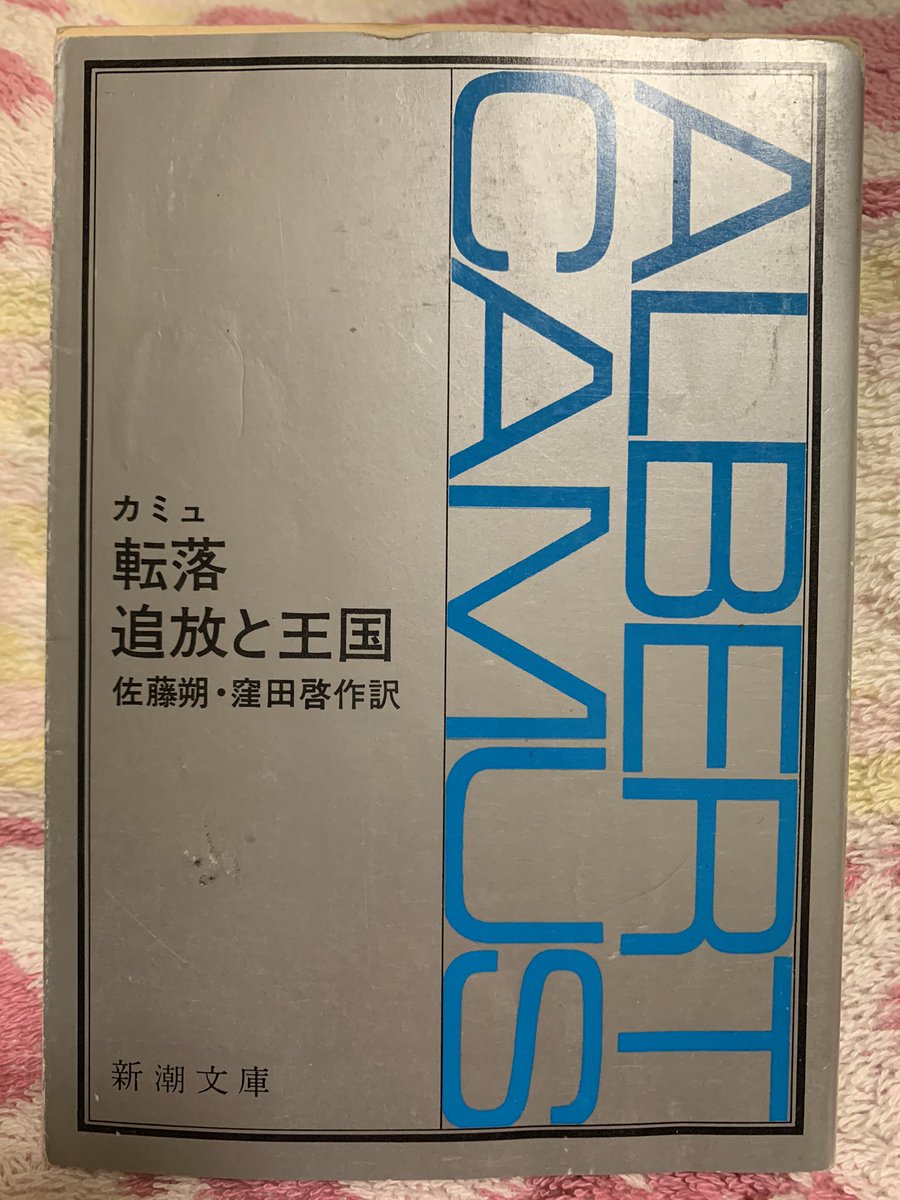 ALBERT
CAMUS
カミュ
転落
追放と王国
佐藤朔・窪田啓作訳
新潮文庫